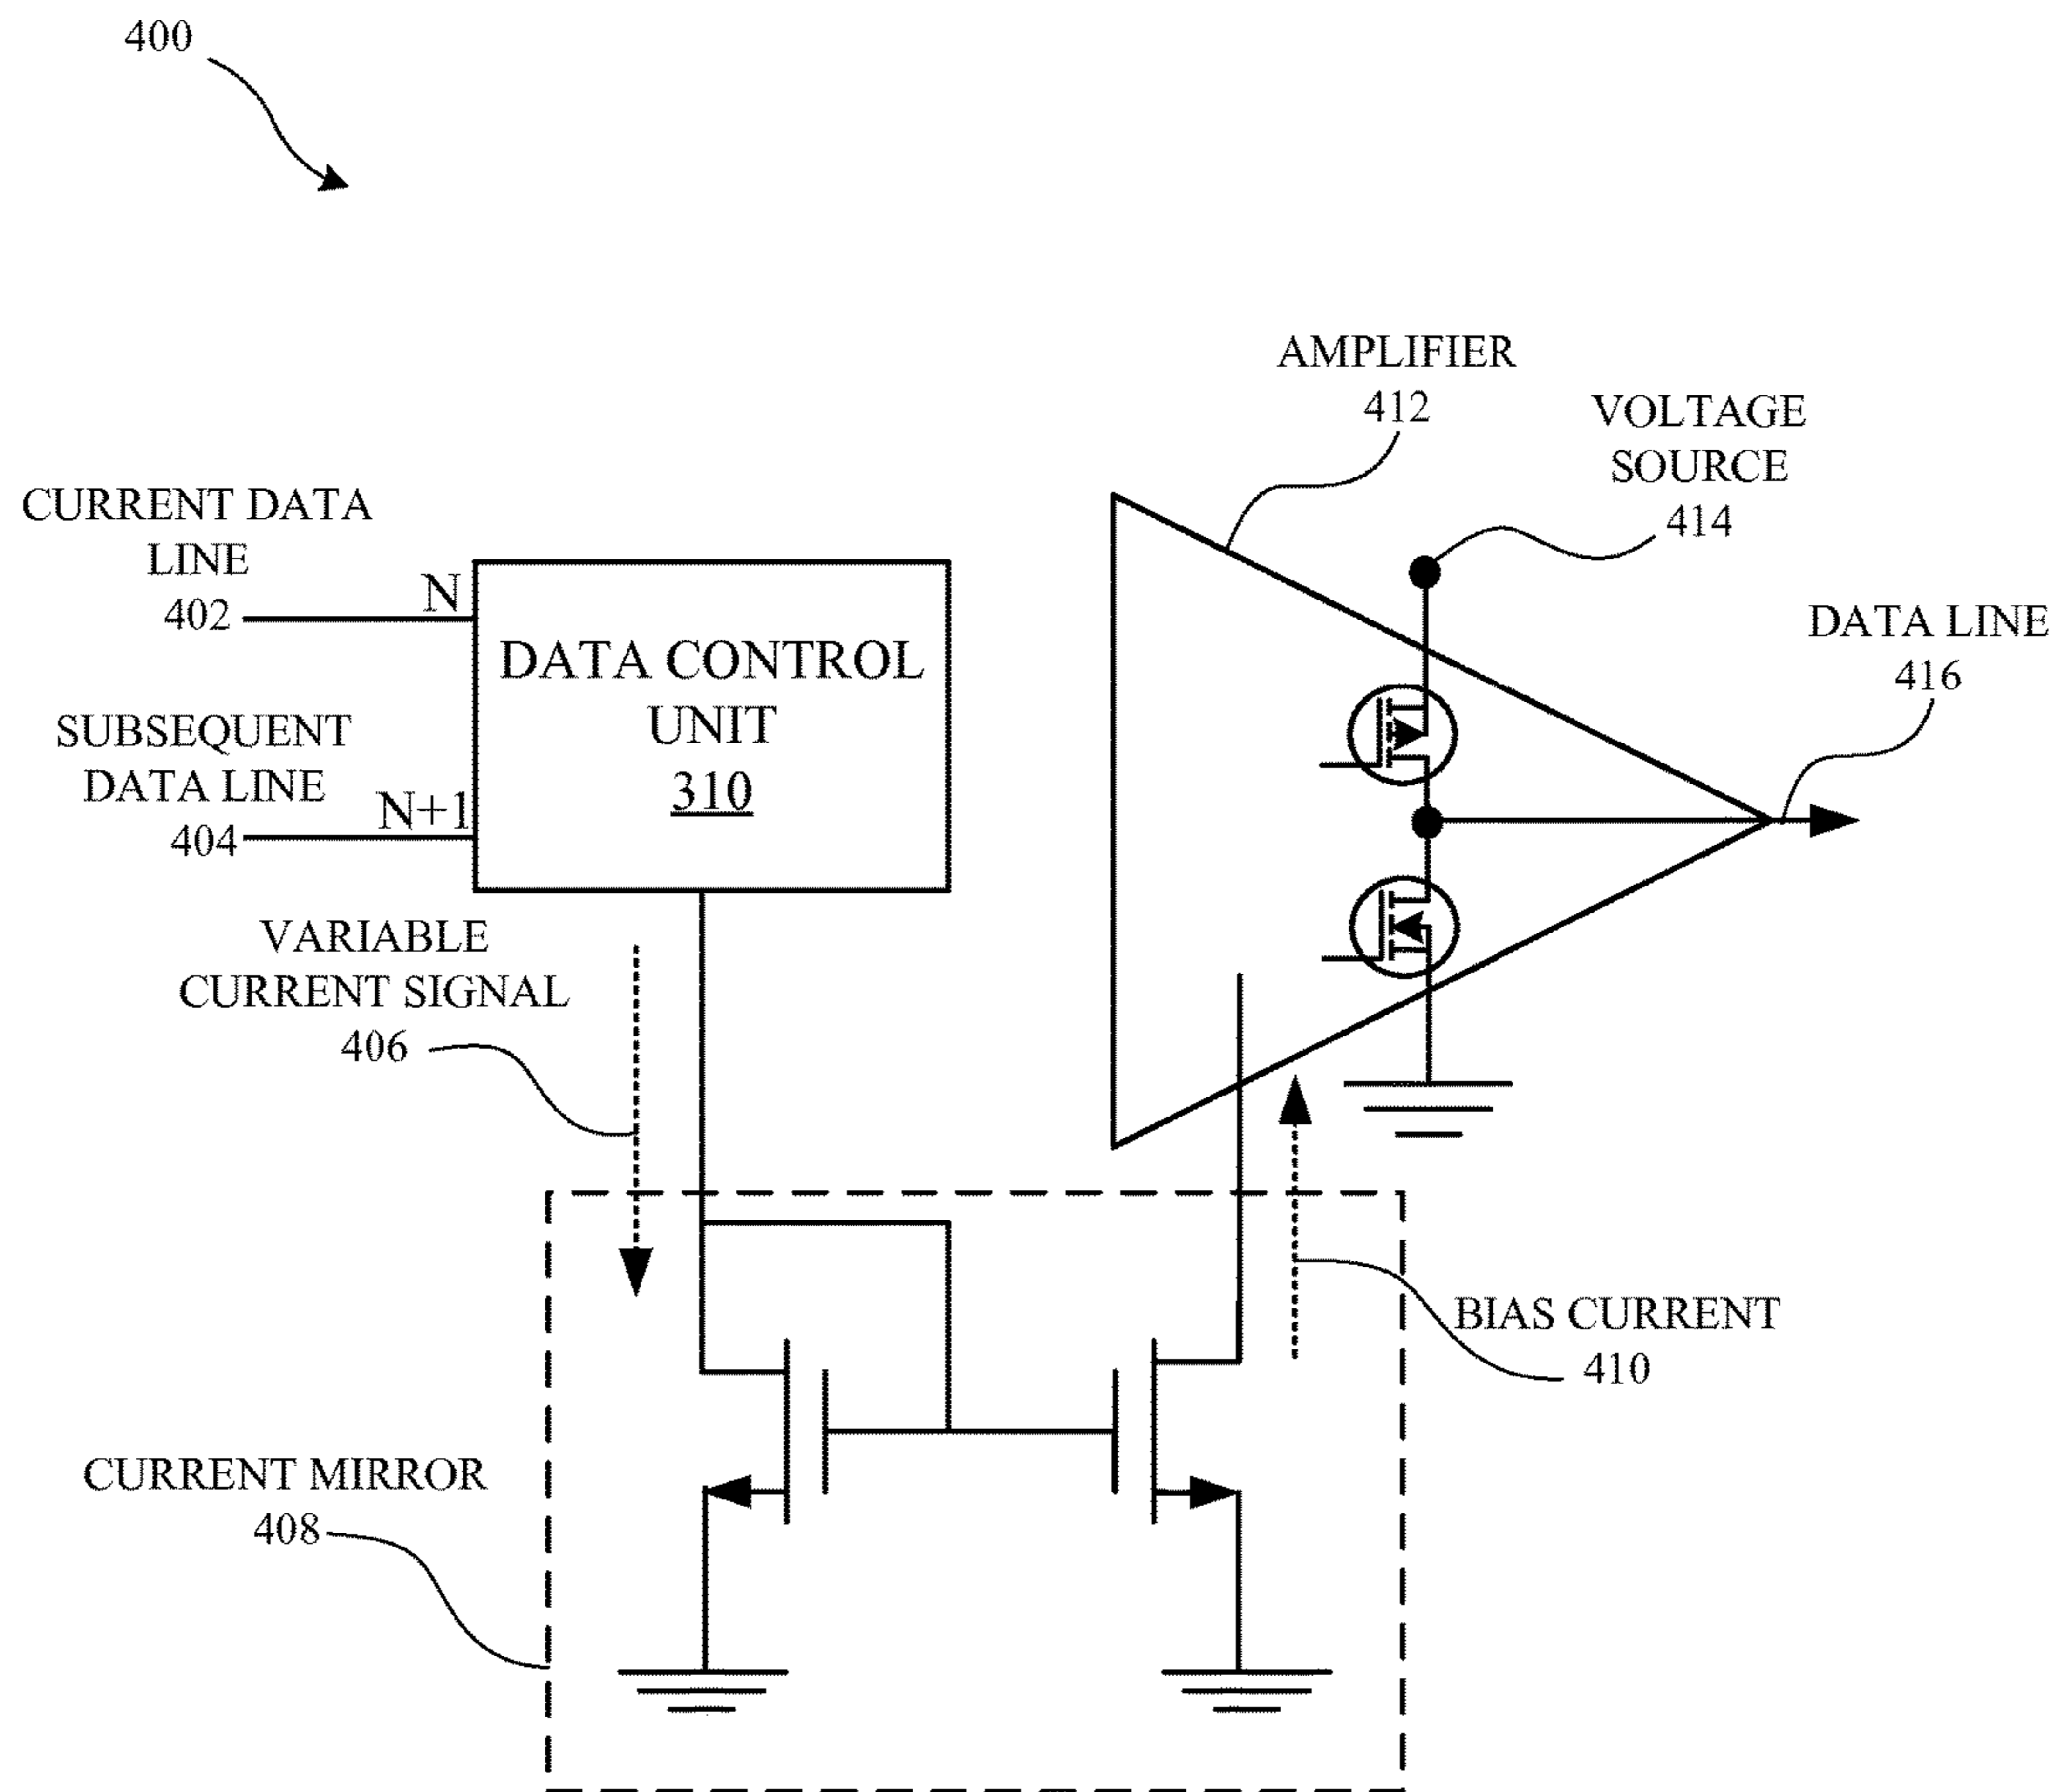 400
AMPLIFIER
412
VOLTAGE
SOURCE
414
CURRENT DATA
LINE
402
N
DATA CONTROL
UNIT
310
DATA LINE
416
SUBSEQUENT
DATA LINE
404
N+1
VARIABLE
CURRENT SIGNAL
406
BIAS CURRENT
410
CURRENT MIRROR
408